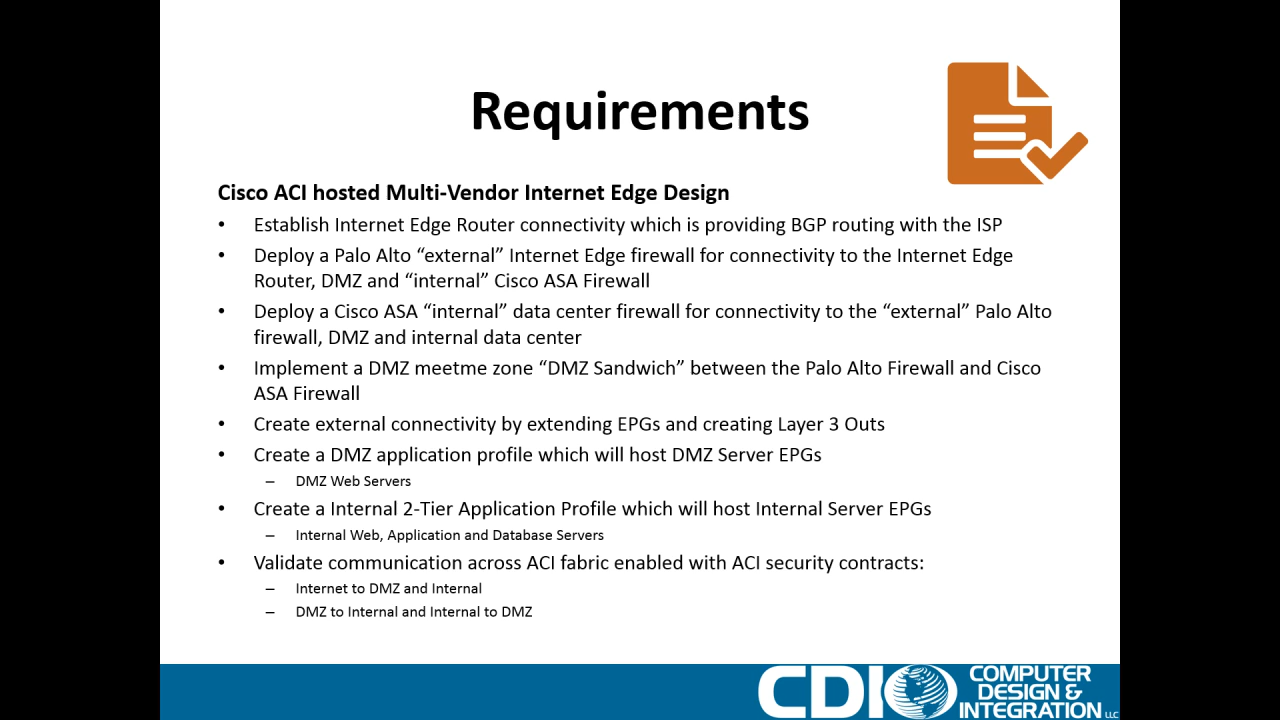 Requirements
Cisco ACI hosted Multi-Vendor Internet Edge Design
• Establish Internet Edge Router connectivity which is providing BGP routing with the ISP
• Deploy a Palo Alto “external” Internet Edge firewall for connectivity to the Internet Edge
Router, DMZ and “internal” Cisco ASA Firewall
• Deploy a Cisco ASA “internal” data center firewall for connectivity to the “external” Palo Alto
firewall, DMZ and internal data center
• Implement a DMZ meetme zone “DMZ Sandwich” between the Palo Alto Firewall and Cisco
ASA Firewall
• Create external connectivity by extending EPGs and creating Layer 3 Outs
• Create a DMZ application profile which will host DMZ Server EPGs
– DMZ Web Servers
• Create a Internal 2-Tier Application Profile which will host Internal Server EPGs
– Internal Web, Application and Database Servers
• Validate communication across ACI fabric enabled with ACI security contracts:
– Internet to DMZ and Internal
– DMZ to Internal and Internal to DMZ
CDI
COMPUTER
DESIGN &
INTEGRATION LLC